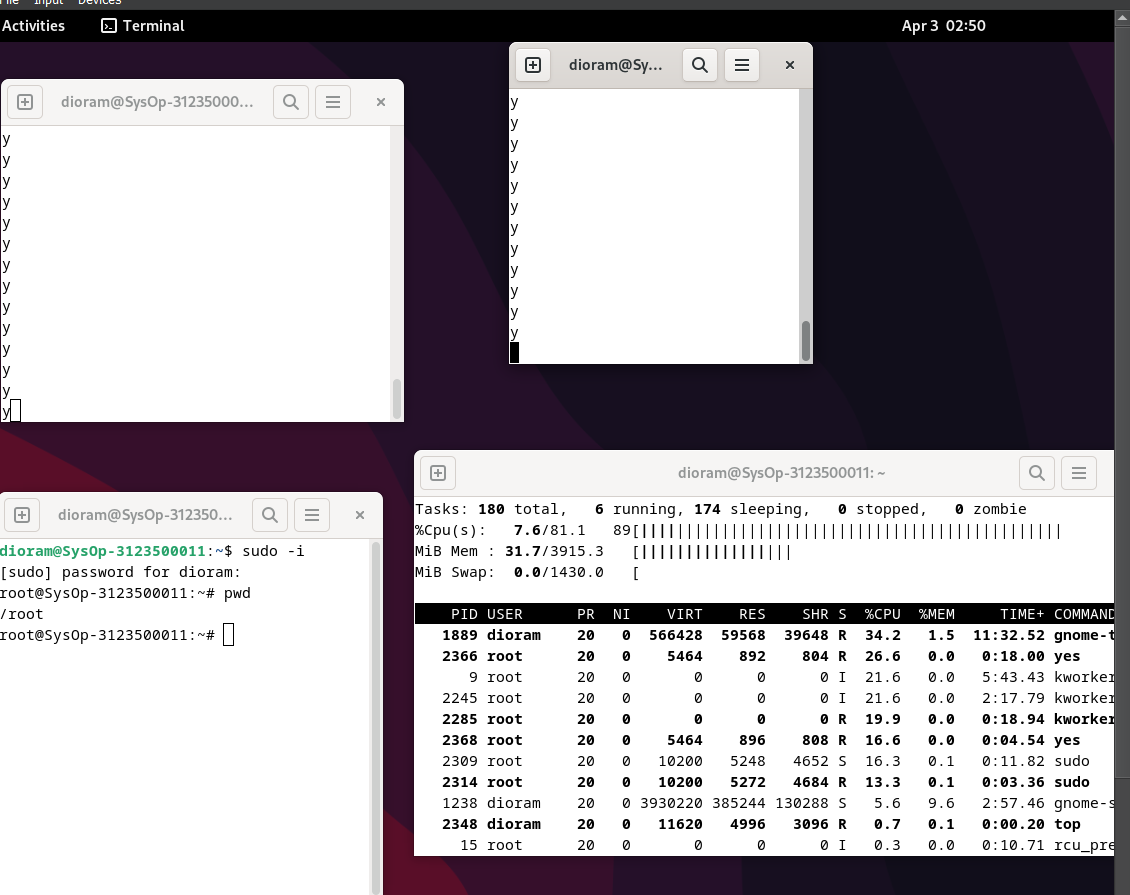 File Input Devices
Activities Terminal Apr 3 02:50
dioram@SysOp-31235000...
y
y
y
y
y
y
y
y
y
y
y
y
y
y
dioram@Sy...
y
y
y
y
y
y
y
y
y
y
y
y
dioram@SysOp-312350...
dioram@SysOp-3123500011:~$ sudo -i
[sudo] password for dioram:
root@SysOp-3123500011:~# pwd
/root
root@SysOp-3123500011:~#
dioram@SysOp-3123500011: ~
Tasks: 180 total, 6 running, 174 sleeping, 0 stopped, 0 zombie
%Cpu(s): 7.6/81.1 89[||||||||||||||||||||||||||||||||||||||||||||||||
MiB Mem : 31.7/3915.3 [|||||||||||||||||
MiB Swap: 0.0/1430.0 [
PID USER PR NI VIRT RES SHR S %CPU %MEM TIME+ COMMAND
1889 dioram 20 0 566428 59568 39648 R 34.2 1.5 11:32.52 gnome-t
2366 root 20 0 5464 892 804 R 26.6 0.0 0:18.00 yes
9 root 20 0 0 0 0 I 21.6 0.0 5:43.43 kworker
2245 root 20 0 0 0 0 I 21.6 0.0 2:17.79 kworker
2285 root 20 0 0 0 0 R 19.9 0.0 0:18.94 kworker
2368 root 20 0 5464 896 808 R 16.6 0.0 0:04.54 yes
2309 root 20 0 10200 5248 4652 S 16.3 0.1 0:11.82 sudo
2314 root 20 0 10200 5272 4684 R 13.3 0.1 0:03.36 sudo
1238 dioram 20 0 3930220 385244 130288 S 5.6 9.6 2:57.46 gnome-s
2348 dioram 20 0 11620 4996 3096 R 0.7 0.1 0:00.20 top
15 root 20 0 0 0 0 I 0.3 0.0 0:10.71 rcu_pre